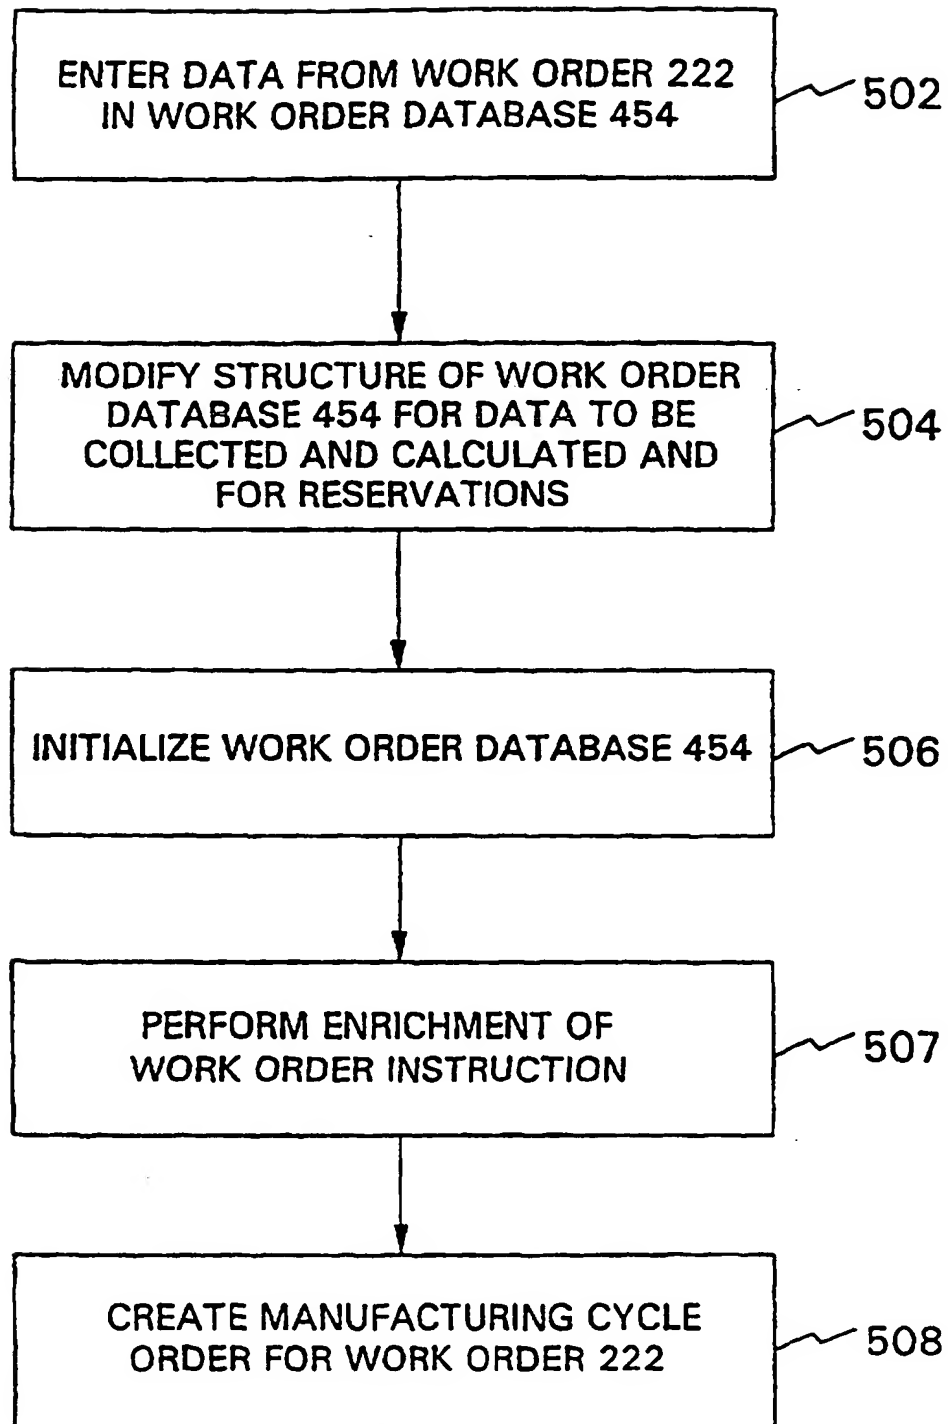 ENTER DATA FROM WORK ORDER 222
IN WORK ORDER DATABASE 454
502
MODIFY STRUCTURE OF WORK ORDER
DATABASE 454 FOR DATA TO BE
COLLECTED AND CALCULATED AND
FOR RESERVATIONS
504
INITIALIZE WORK ORDER DATABASE 454
506
PERFORM ENRICHMENT OF
WORK ORDER INSTRUCTION
507
CREATE MANUFACTURING CYCLE
ORDER FOR WORK ORDER 222
508